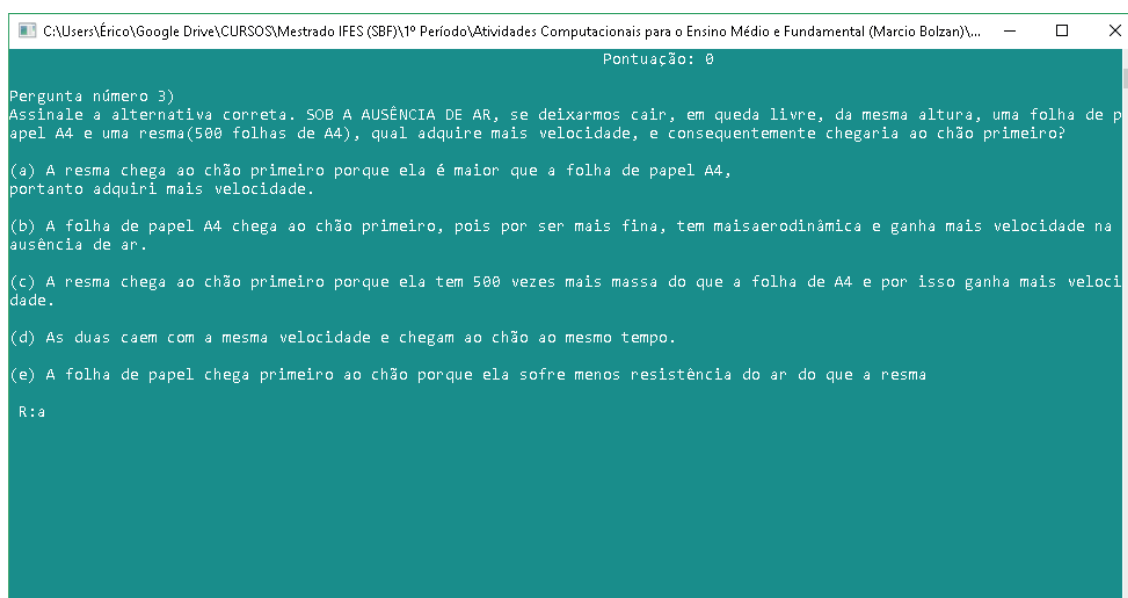 C:\Users\Érico\Google Drive\CURSOS\Mestrado IFES (SBF)\1º Período\Atividades Computacionais para o Ensino Médio e Fundamental (Marcio Bolzan)\...
Pontuação: 0
Pergunta número 3)
Assinale a alternativa correta. SOB A AUSÊNCIA DE AR, se deixarmos cair, em queda livre, da mesma altura, uma folha de p
apel A4 e uma resma(500 folhas de A4), qual adquire mais velocidade, e consequentemente chegaria ao chão primeiro?
(a) A resma chega ao chão primeiro porque ela é maior que a folha de papel A4,
portanto adquiri mais velocidade.
(b) A folha de papel A4 chega ao chão primeiro, pois por ser mais fina, tem maisaerodinâmica e ganha mais velocidade na
ausência de ar.
(c) A resma chega ao chão primeiro porque ela tem 500 vezes mais massa do que a folha de A4 e por isso ganha mais veloci
dade.
(d) As duas caem com a mesma velocidade e chegam ao chão ao mesmo tempo.
(e) A folha de papel chega primeiro ao chão porque ela sofre menos resistência do ar do que a resma
R:a